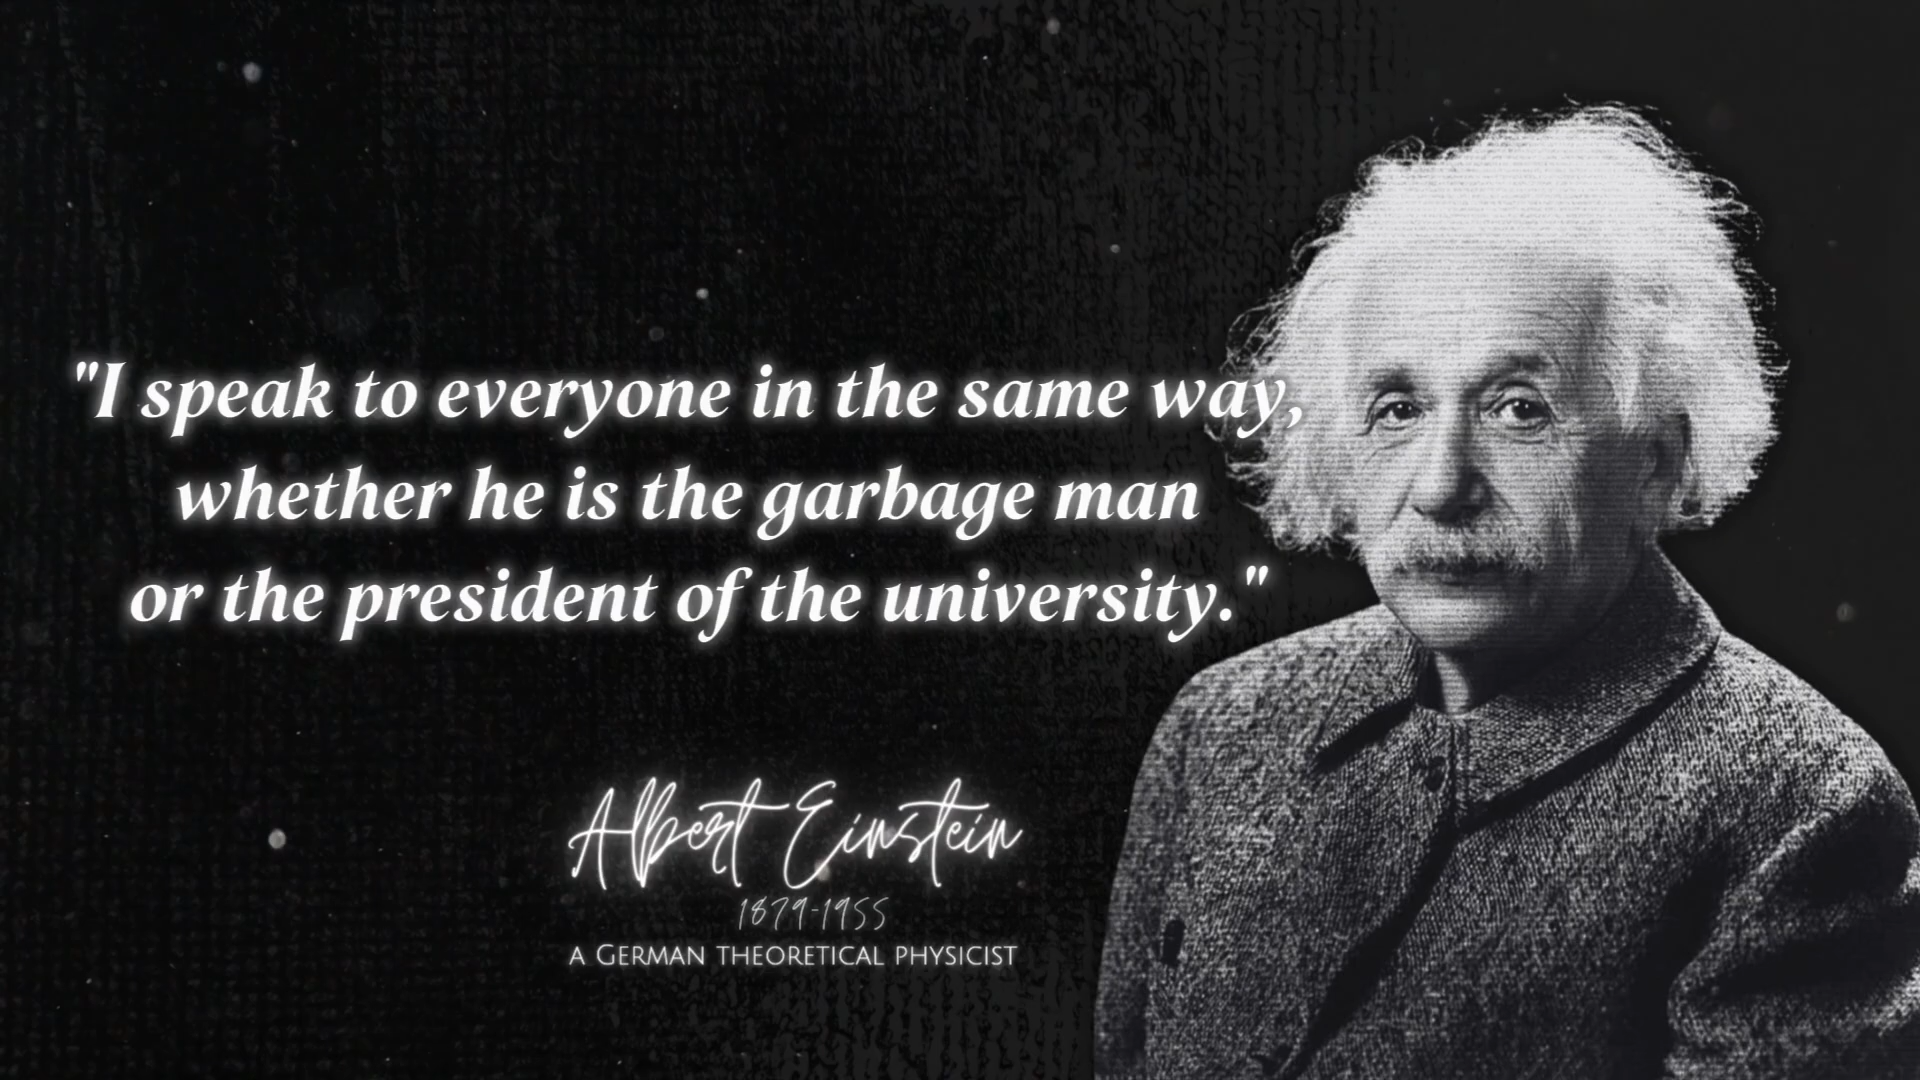 "I speak to everyone in the same way,
whether he is the garbage man
or the president of the university."
Albert Einstein
1879-1955
A GERMAN THEORETICAL PHYSICIST